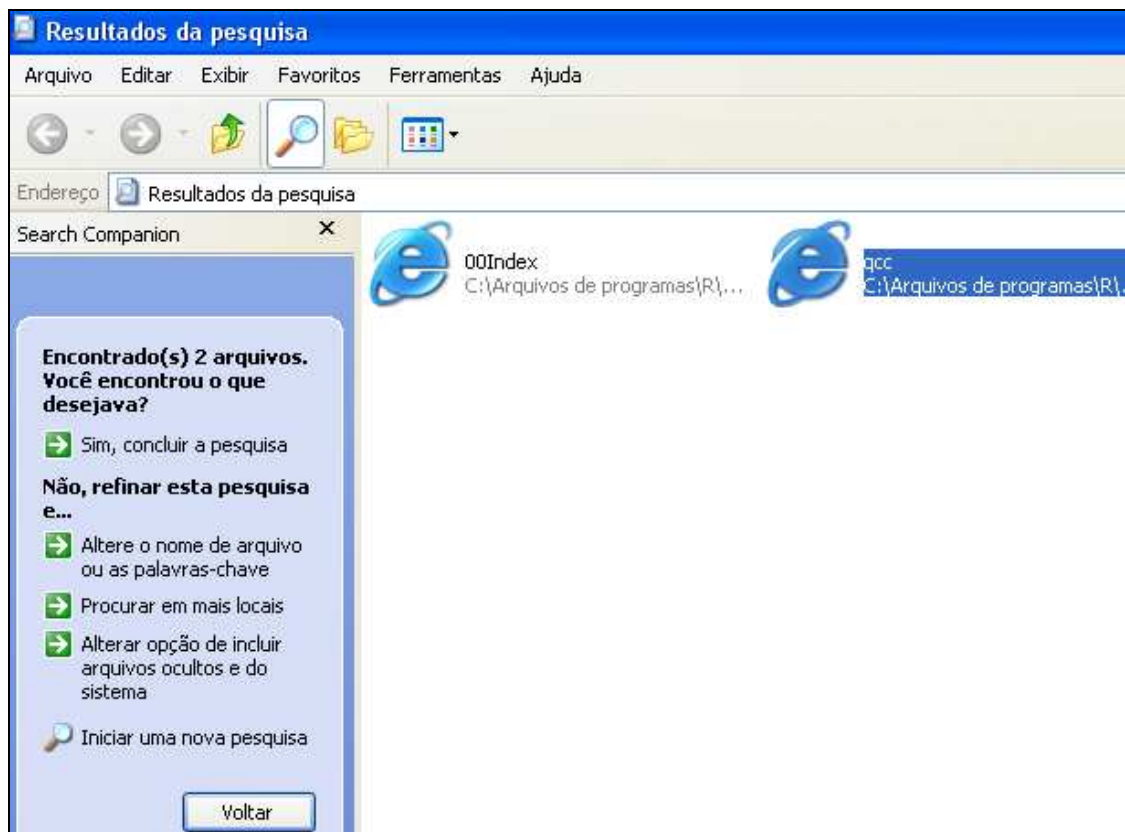 Resultados da pesquisa
Arquivo Editar Exibir Favoritos Ferramentas Ajuda
Endereço Resultados da pesquisa
Search Companion ×
00Index
C:\Arquivos de programas\R\...
qcc
C:\Arquivos de programas\R\.
Encontrado(s) 2 arquivos.
Você encontrou o que
desejava?
Sim, concluir a pesquisa
Não, refinar esta pesquisa
e...
Altere o nome de arquivo
ou as palavras-chave
Procurar em mais locais
Alterar opção de incluir
arquivos ocultos e do
sistema
Iniciar uma nova pesquisa
Voltar